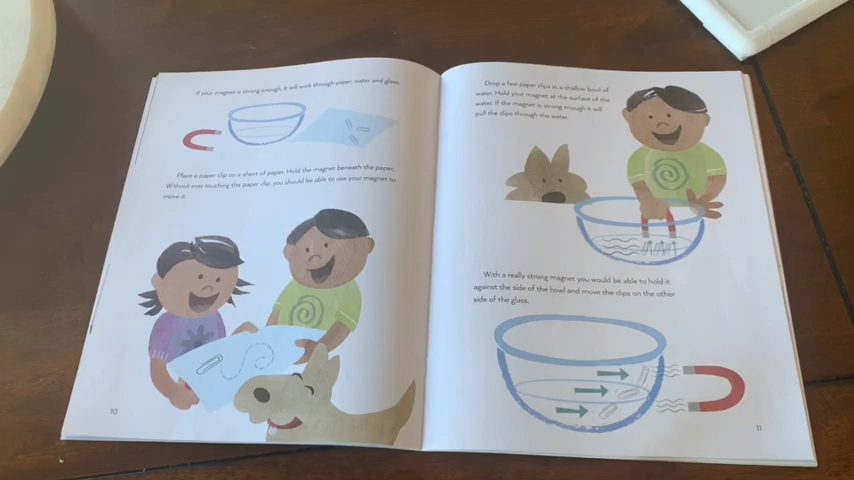 If your magnet is strong enough, it will work through paper, water and glass.
Place a paper clip on a sheet of paper. Hold the magnet beneath the paper.
Without ever touching the paper clip, you should be able to use your magnet to
move it.
10
Drop a few paper clips in a shallow bowl of
water. Hold your magnet at the surface of the
water. If the magnet is strong enough it will
pull the clips through the water.
With a really strong magnet you would be able to hold it
against the side of the bowl and move the clips on the other
side of the glass.
11